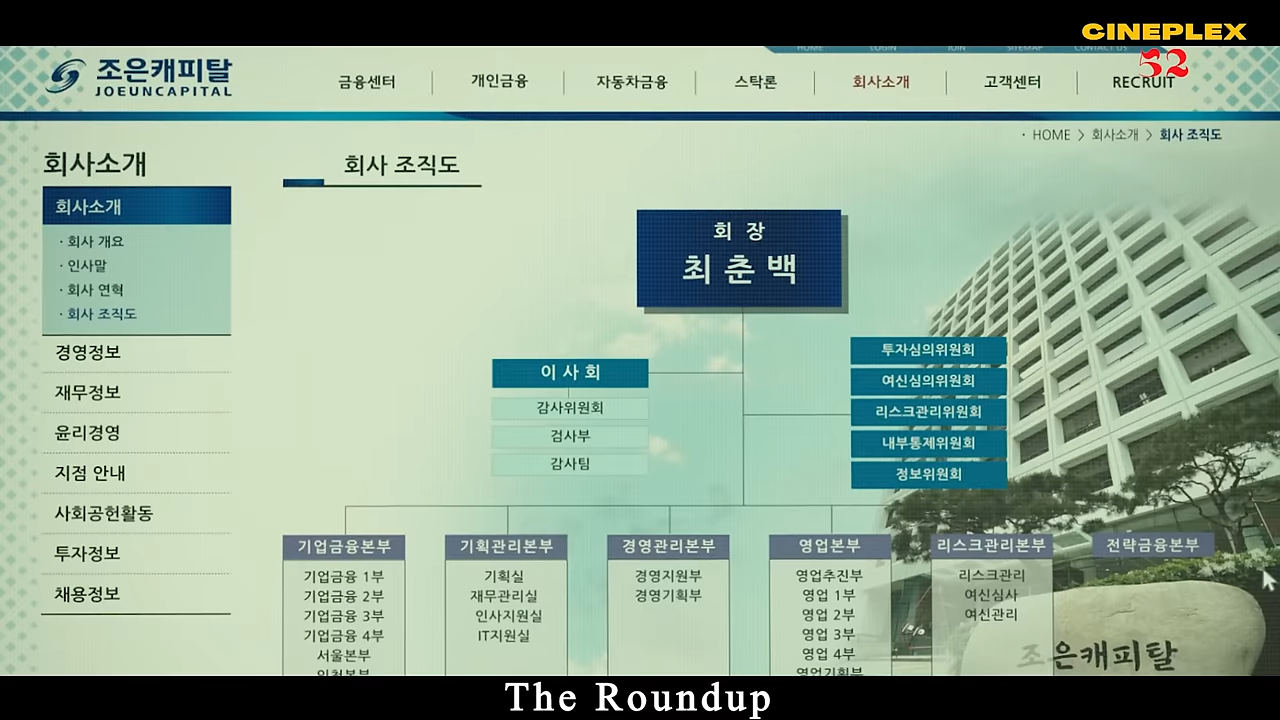 CINEPLEX
52
HOME LOGIN JOIN SITEMAP CONTACT US
조은캐피탈
JOEUNCAPITAL
금융센터 개인금융 자동차금융 스탁론 회사소개 고객센터 RECRUIT
· HOME > 회사소개 > 회사 조직도
회사소개
회사소개
· 회사 개요
· 인사말
· 회사 연혁
· 회사 조직도
경영정보
재무정보
윤리경영
지점 안내
사회공헌활동
투자정보
채용정보
회사 조직도
회 장
최 춘 백
이 사 회
감사위원회
검사부
감사팀
투자심의위원회
여신심의위원회
리스크관리위원회
내부통제위원회
정보위원회
기업금융본부
기업금융 1부
기업금융 2부
기업금융 3부
기업금융 4부
서울본부
인천본부
기획관리본부
기획실
재무관리실
인사지원실
IT지원실
경영관리본부
경영지원부
경영기획부
영업본부
영업추진부
영업 1부
영업 2부
영업 3부
영업 4부
영업기획부
리스크관리본부
리스크관리
여신심사
여신관리
전략금융본부
조은캐피탈
The Roundup